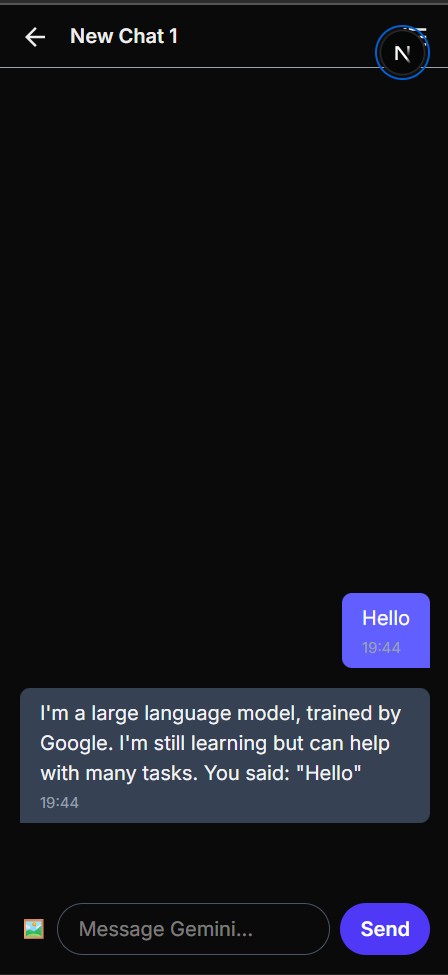 New Chat 1
N
Hello
19:44
I'm a large language model, trained by
Google. I'm still learning but can help
with many tasks. You said: "Hello"
19:44
Message Gemini...
Send